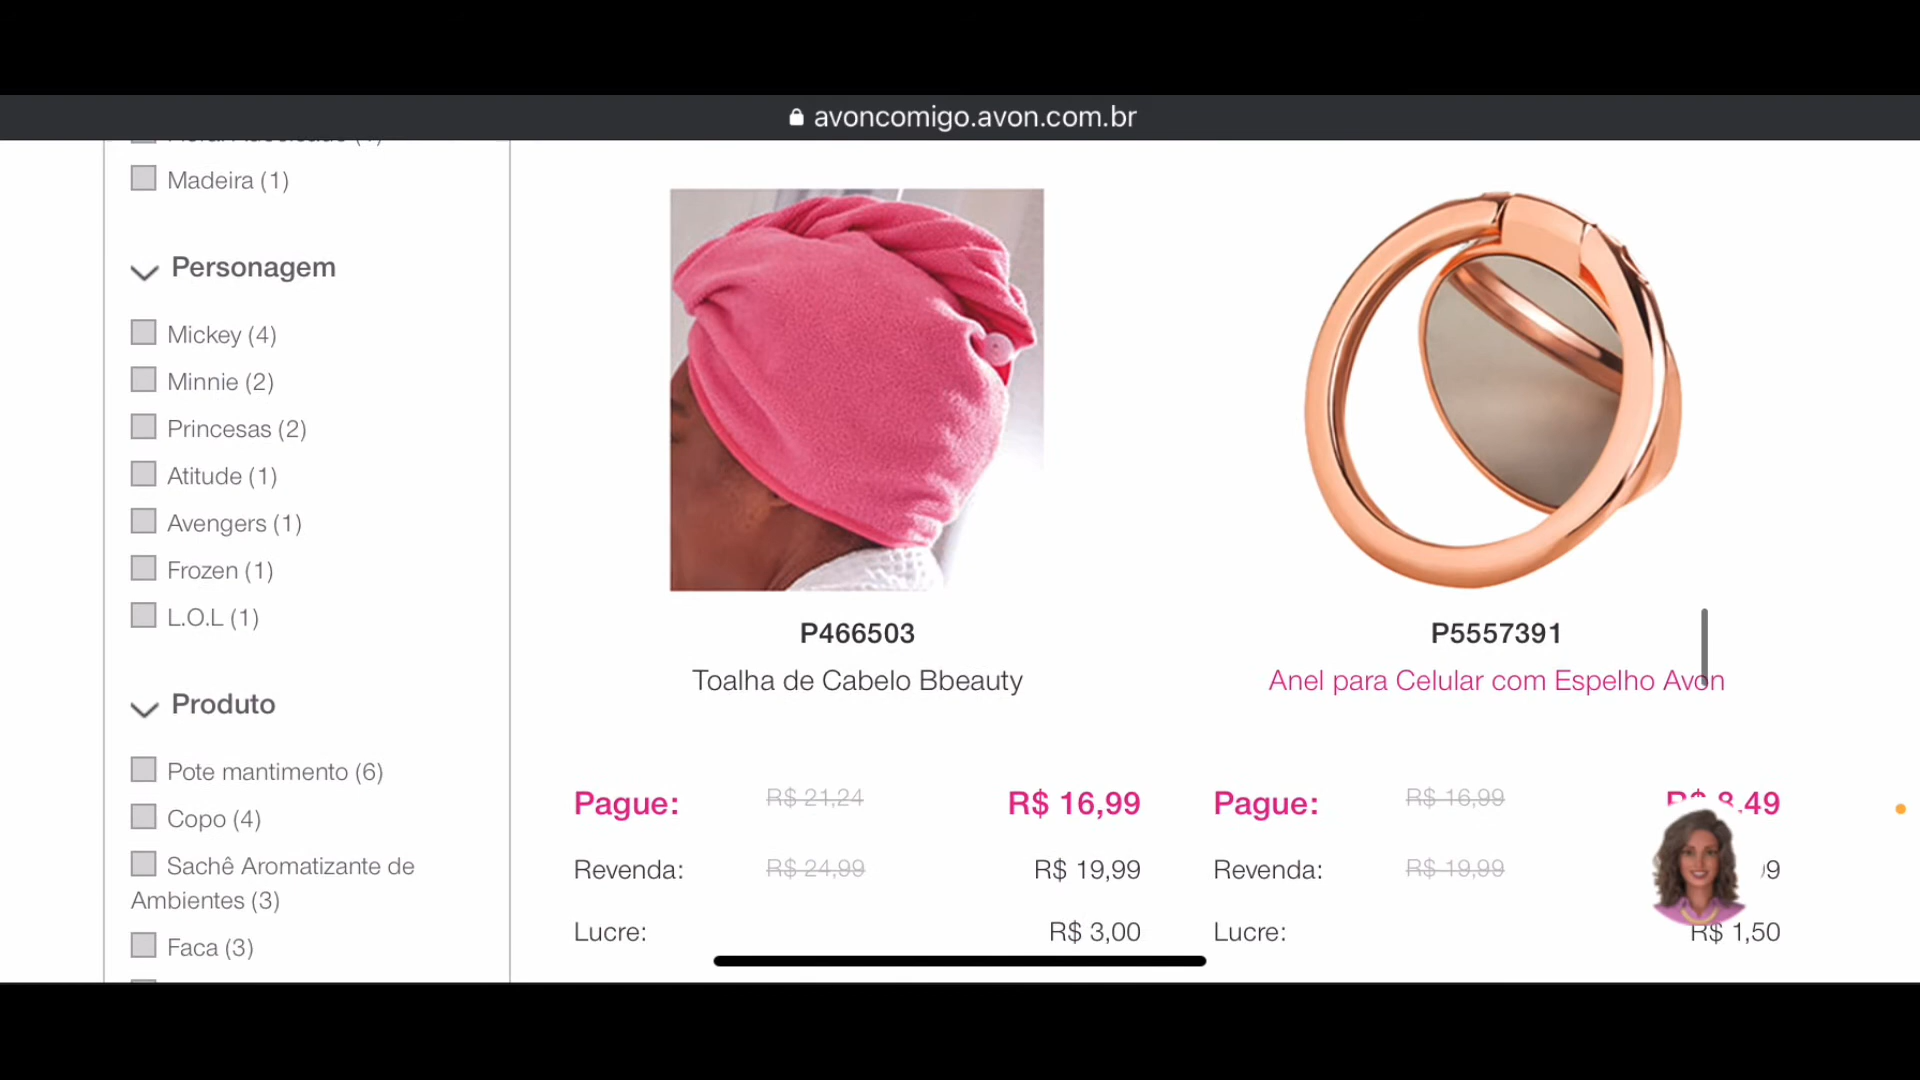 avoncomigo.avon.com.br
Madeira (1)
Personagem
Mickey (4)
Minnie (2)
Princesas (2)
Atitude (1)
Avengers (1)
Frozen (1)
L.O.L (1)
Produto
Pote mantimento (6)
Copo (4)
Sachê Aromatizante de
Ambientes (3)
Faca (3)
P466503
Toalha de Cabelo Bbeauty
Pague: R$ 21,24 R$ 16,99
Revenda: R$ 24,99 R$ 19,99
Lucre: R$ 3,00
P5557391
Anel para Celular com Espelho Avon
Pague: R$ 16,99 R$ 8,49
Revenda: R$ 19,99
Lucre: R$ 1,50